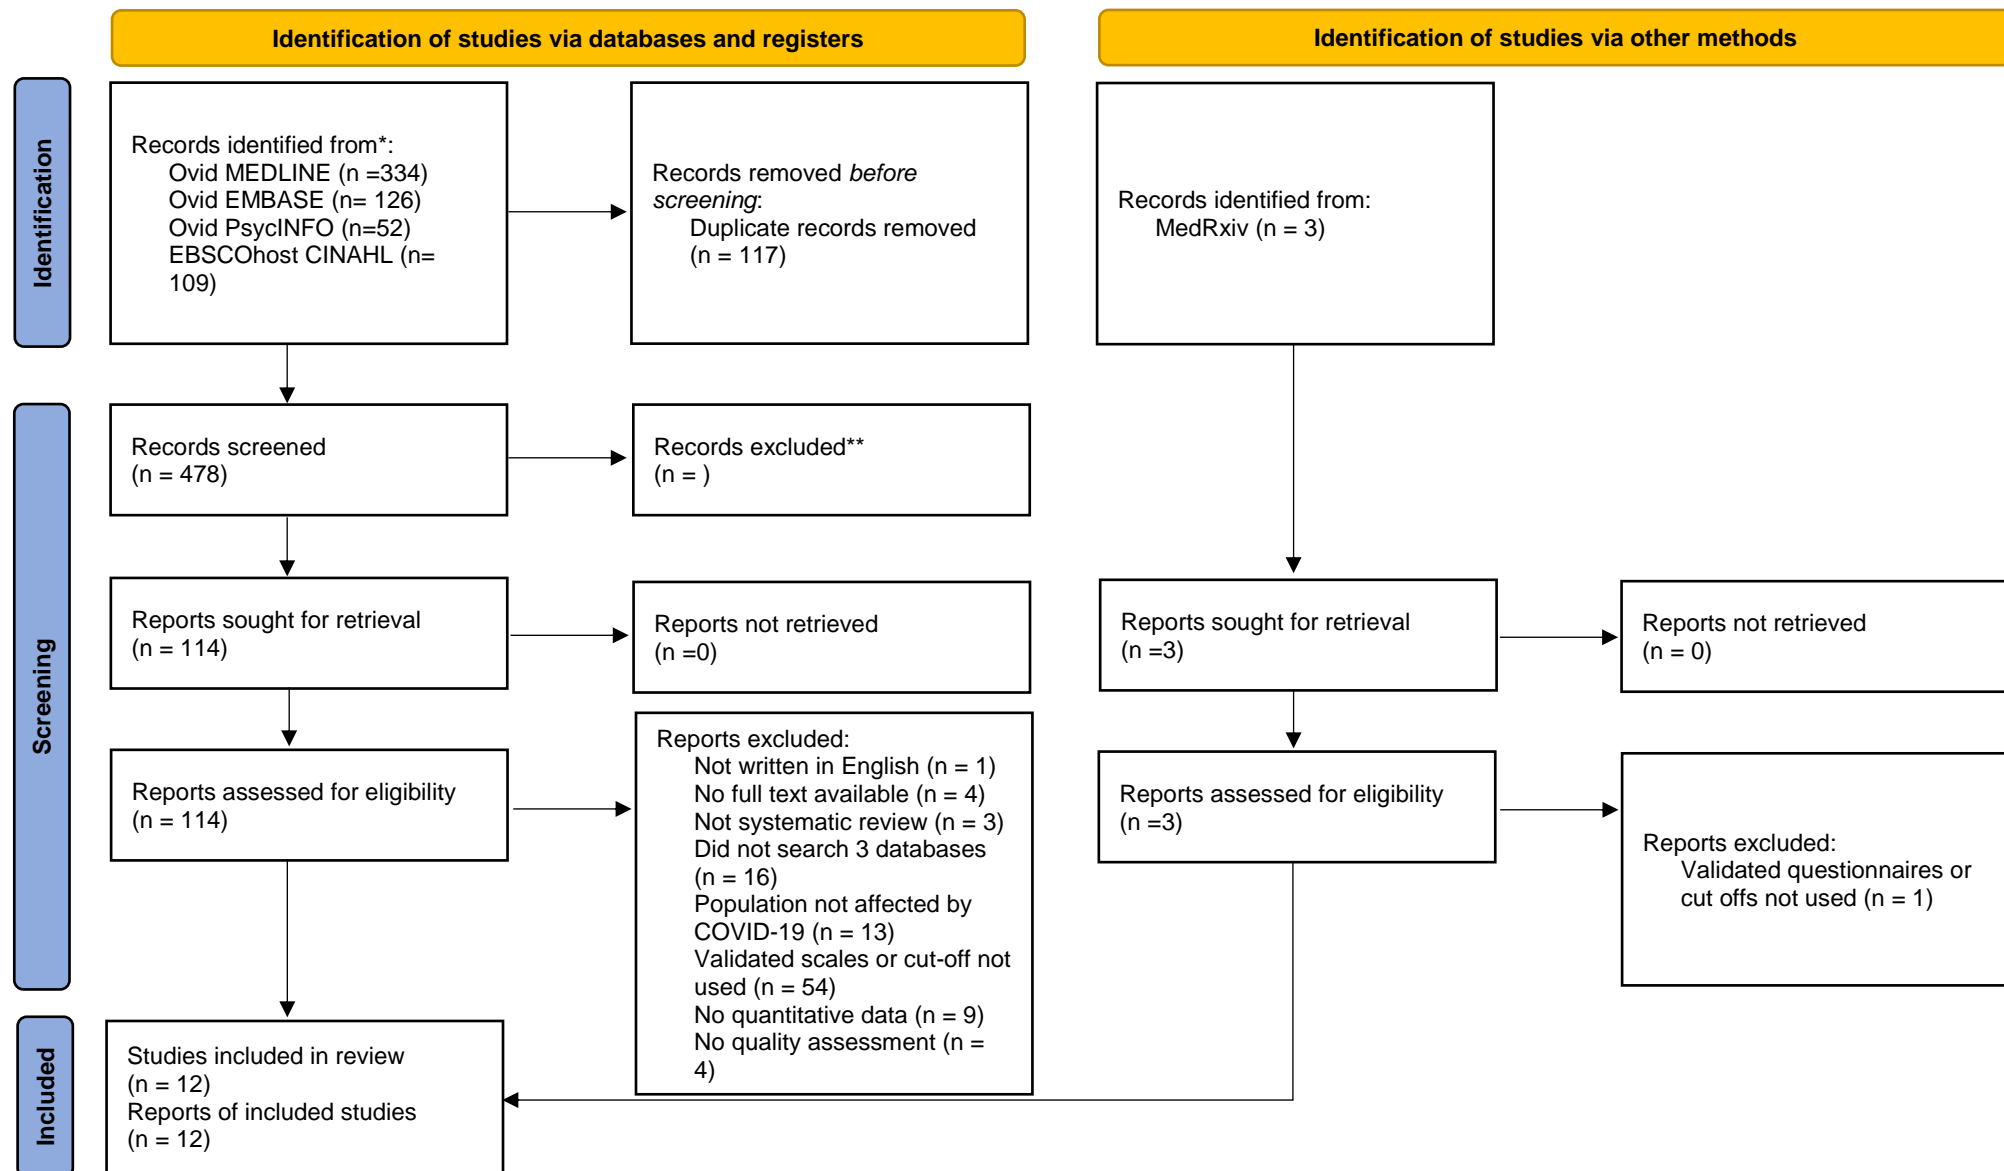 Identification of studies via databases and registers
Identification of studies via other methods
Identification
Records identified from*:
Ovid MEDLINE (n =334)
Ovid EMBASE (n= 126)
Ovid PsycINFO (n=52)
EBSCOhost CINAHL (n=
109)
Records removed before
screening:
Duplicate records removed
(n = 117)
Records identified from:
MedRxiv (n = 3)
Screening
Records screened
(n = 478)
Records excluded**
(n = )
Reports sought for retrieval
(n = 114)
Reports not retrieved
(n =0)
Reports sought for retrieval
(n =3)
Reports not retrieved
(n = 0)
Reports assessed for eligibility
(n = 114)
Reports excluded:
Not written in English (n = 1)
No full text available (n = 4)
Not systematic review (n = 3)
Did not search 3 databases
(n = 16)
Population not affected by
COVID-19 (n = 13)
Validated scales or cut-off not
used (n = 54)
No quantitative data (n = 9)
No quality assessment (n =
4)
Reports assessed for eligibility
(n =3)
Reports excluded:
Validated questionnaires or
cut offs not used (n = 1)
Included
Studies included in review
(n = 12)
Reports of included studies
(n = 12)